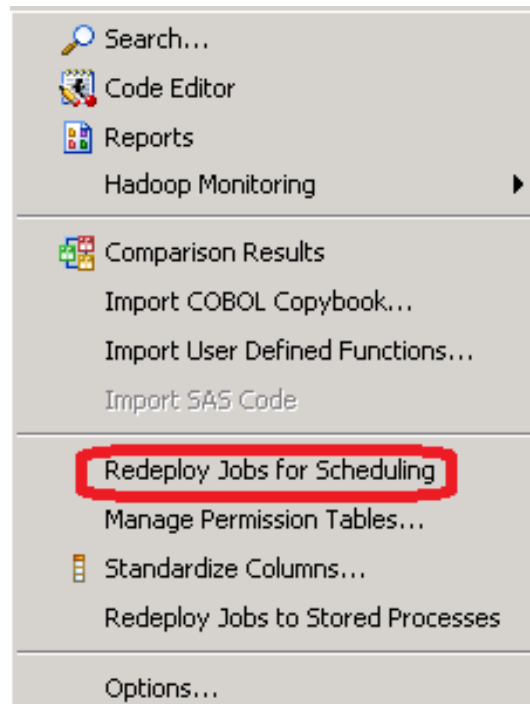 Search...
Code Editor
Reports
Hadoop Monitoring
Comparison Results
Import COBOL Copybook...
Import User Defined Functions...
Import SAS Code
Redeploy Jobs for Scheduling
Manage Permission Tables...
Standardize Columns...
Redeploy Jobs to Stored Processes
Options...